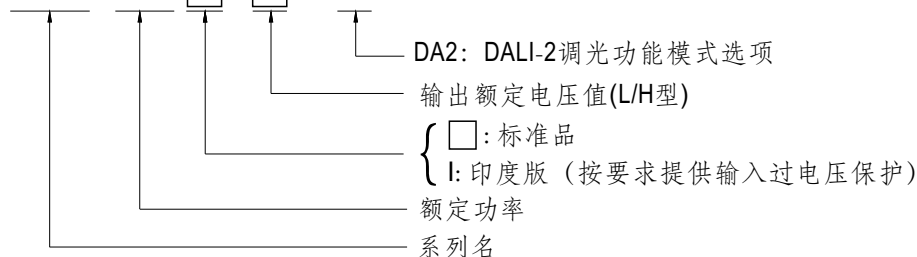 DA2: DALI-2调光功能模式选项
输出额定电压值(L/H型)
□:标准品
I:印度版（按要求提供输入过电压保护）
额定功率
系列名